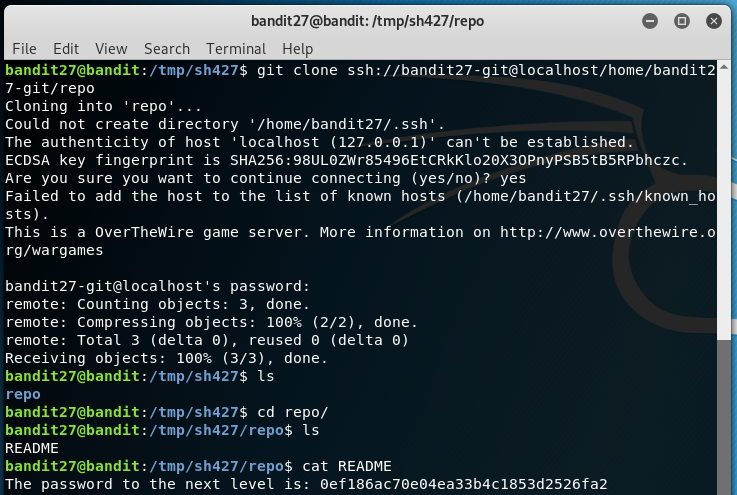 bandit27@bandit: /tmp/sh427/repo
File Edit View Search Terminal Help
bandit27@bandit:/tmp/sh427$ git clone ssh://bandit27-git@localhost/home/bandit2
7-git/repo
Cloning into 'repo'...
Could not create directory '/home/bandit27/.ssh'.
The authenticity of host 'localhost (127.0.0.1)' can't be established.
ECDSA key fingerprint is SHA256:98UL0ZWr85496EtCRkKlo20X3OPnyPSB5tB5RPbhczc.
Are you sure you want to continue connecting (yes/no)? yes
Failed to add the host to the list of known hosts (/home/bandit27/.ssh/known_ho
sts).
This is a OverTheWire game server. More information on http://www.overthewire.o
rg/wargames
bandit27-git@localhost's password:
remote: Counting objects: 3, done.
remote: Compressing objects: 100% (2/2), done.
remote: Total 3 (delta 0), reused 0 (delta 0)
Receiving objects: 100% (3/3), done.
bandit27@bandit:/tmp/sh427$ ls
repo
bandit27@bandit:/tmp/sh427$ cd repo/
bandit27@bandit:/tmp/sh427/repo$ ls
README
bandit27@bandit:/tmp/sh427/repo$ cat README
The password to the next level is: 0ef186ac70e04ea33b4c1853d2526fa2